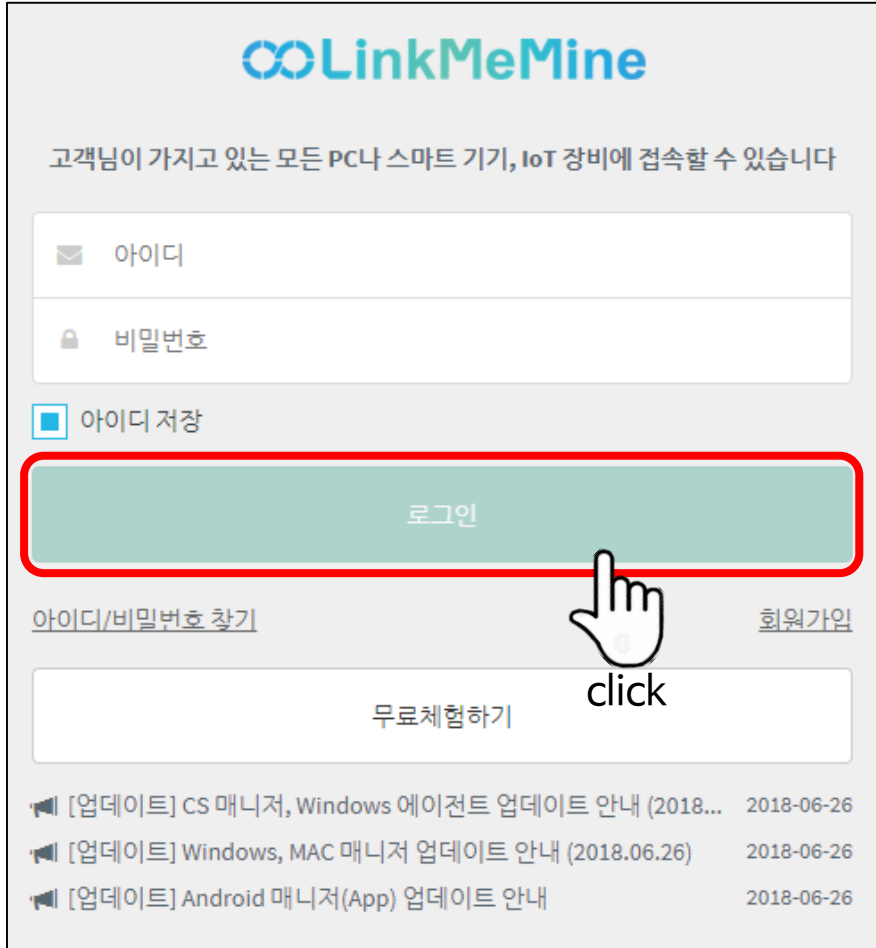 LinkMeMine
고객님이 가지고 있는 모든 PC나 스마트 기기, IoT 장비에 접속할 수 있습니다
아이디
비밀번호
아이디 저장
로그인
아이디/비밀번호 찾기
회원가입
click
무료체험하기
[업데이트] CS 매니저, Windows 에이전트 업데이트 안내 (2018... 2018-06-26
[업데이트] Windows, MAC 매니저 업데이트 안내 (2018.06.26) 2018-06-26
[업데이트] Android 매니저(App) 업데이트 안내 2018-06-26